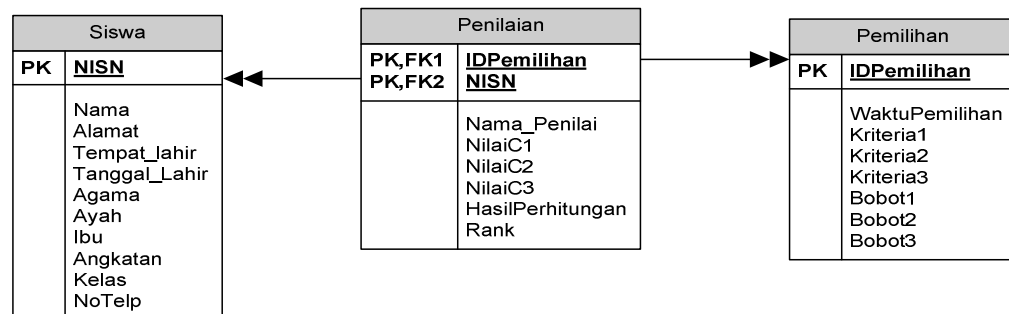 Siswa
PK NISN
Nama
Alamat
Tempat_lahir
Tanggal_Lahir
Agama
Ayah
Ibu
Angkatan
Kelas
NoTelp
Penilaian
PK,FK1 IDPemilihan
PK,FK2 NISN
Nama_Penilai
NilaiC1
NilaiC2
NilaiC3
HasilPerhitungan
Rank
Pemilihan
PK IDPemilihan
WaktuPemilihan
Kriteria1
Kriteria2
Kriteria3
Bobot1
Bobot2
Bobot3